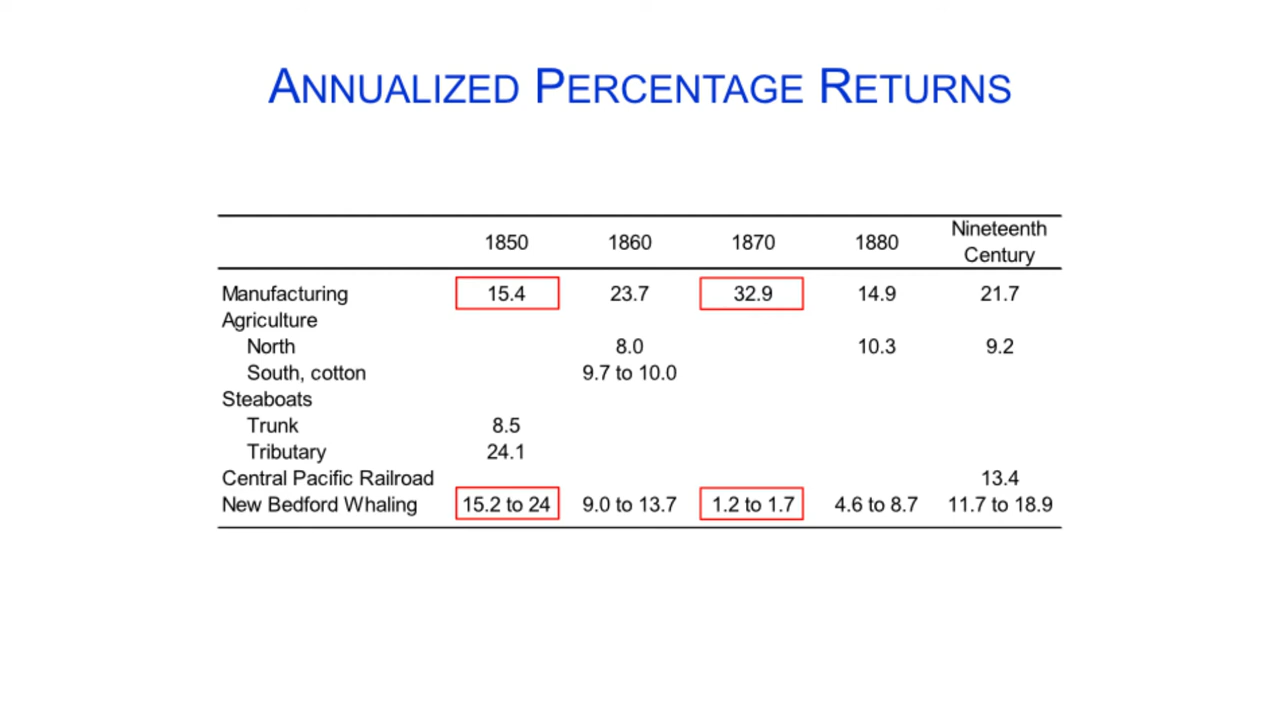 ANNUALIZED PERCENTAGE RETURNS
1850 1860 1870 1880 Nineteenth Century
Manufacturing 15.4 23.7 32.9 14.9 21.7
Agriculture
North 8.0 10.3 9.2
South, cotton 9.7 to 10.0
Steaboats
Trunk 8.5
Tributary 24.1
Central Pacific Railroad 13.4
New Bedford Whaling 15.2 to 24 9.0 to 13.7 1.2 to 1.7 4.6 to 8.7 11.7 to 18.9